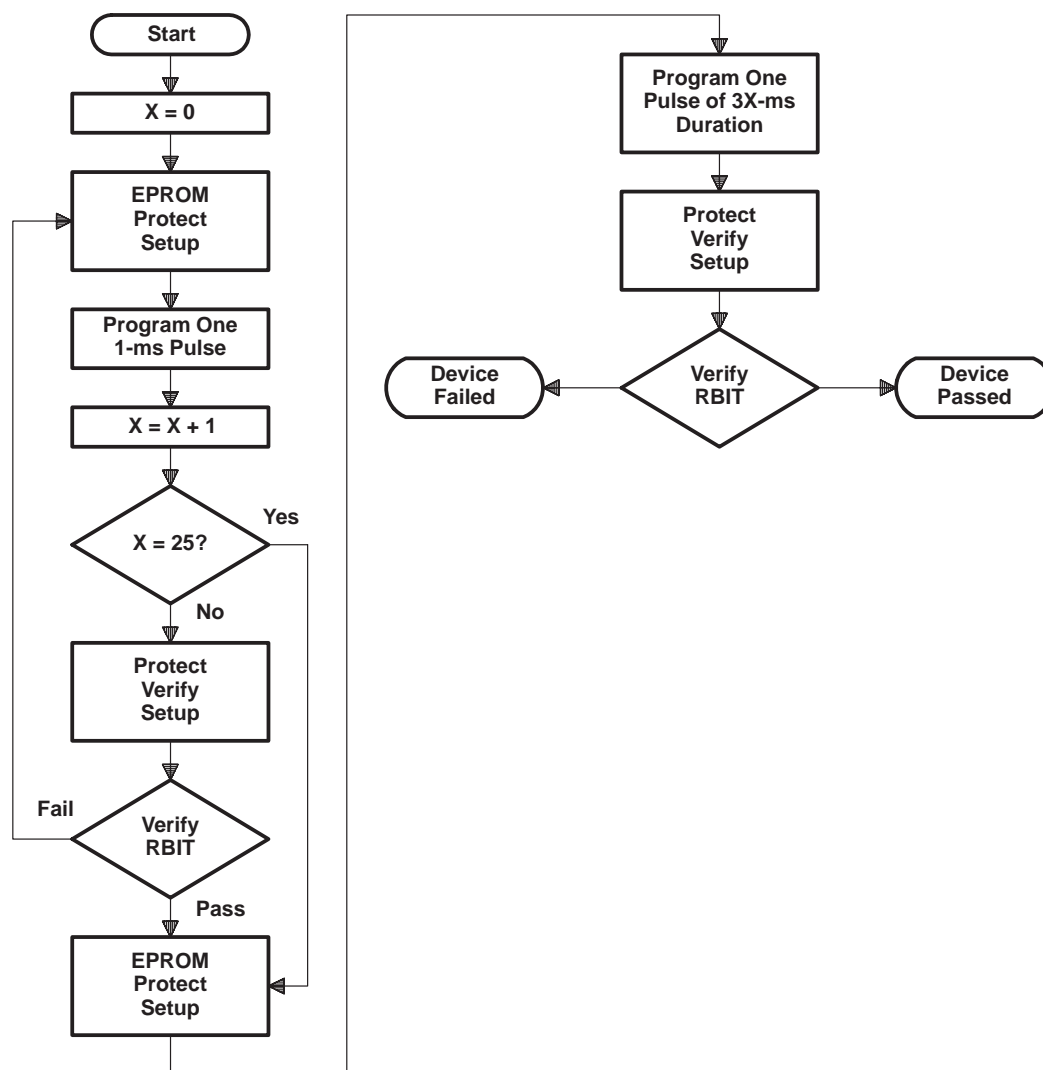 Start
X = 0
EPROM
Protect
Setup
Program One
1-ms Pulse
X = X + 1
X = 25?
Yes
No
Protect
Verify
Setup
Verify
RBIT
Fail
Pass
EPROM
Protect
Setup
Program One
Pulse of 3X-ms
Duration
Protect
Verify
Setup
Verify
RBIT
Device
Failed
Device
Passed